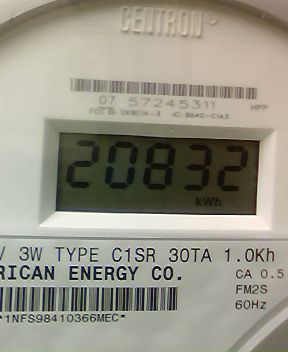 CENTRON®
07 57245311 HPP
20832
kWh
V 3W TYPE C1SR 30TA 1.0Kh
RICAN ENERGY CO. CA 0.5
FM2S
*1NFS98410366MEC* 60Hz